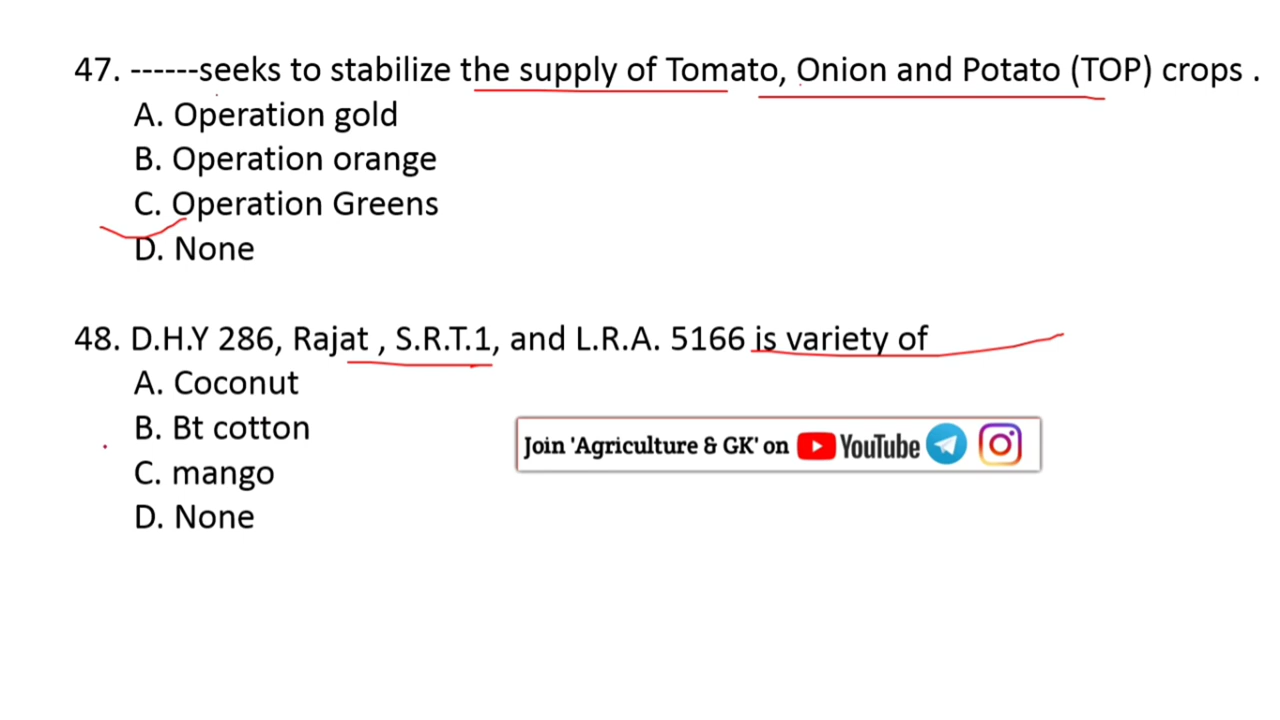 47. ------seeks to stabilize the supply of Tomato, Onion and Potato (TOP) crops .
A. Operation gold
B. Operation orange
C. Operation Greens
D. None
48. D.H.Y 286, Rajat , S.R.T.1, and L.R.A. 5166 is variety of
A. Coconut
B. Bt cotton
C. mango
D. None
Join 'Agriculture & GK' on YouTube